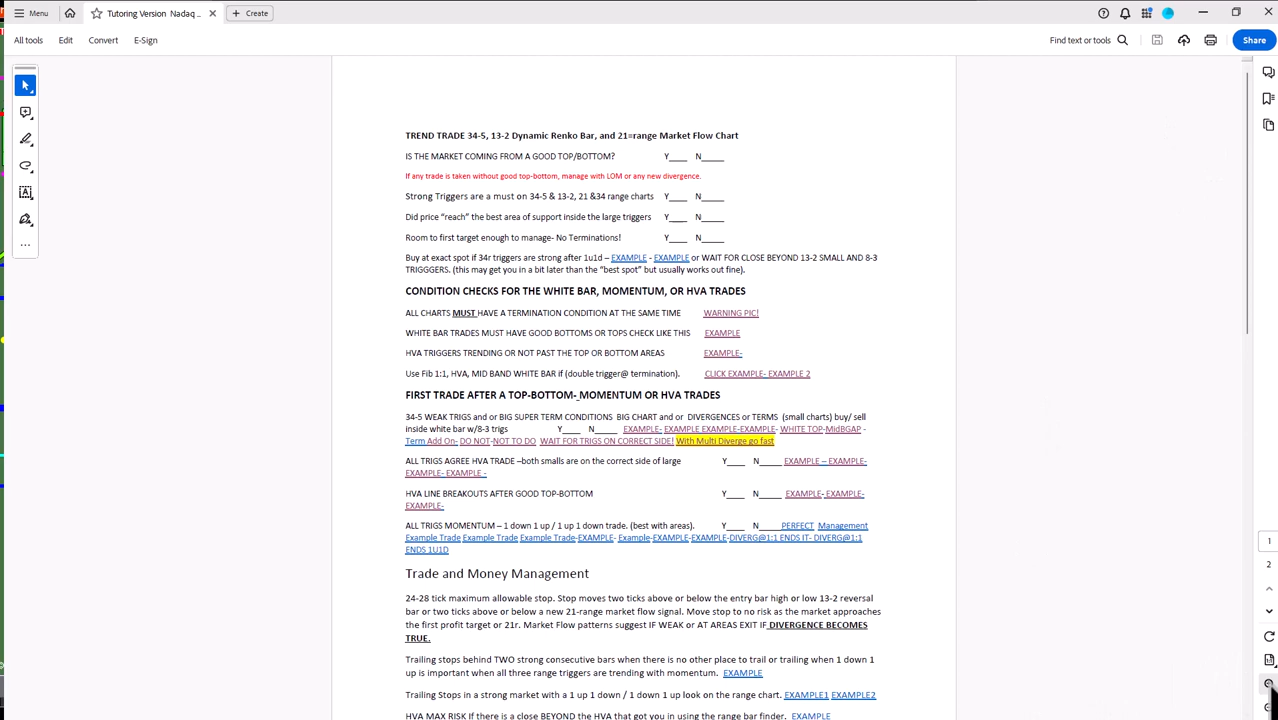 Menu
Tutoring Version Nadaq ...
Create
All tools
Edit
Convert
E-Sign
Find text or tools
Share
TREND TRADE 34-5, 13-2 Dynamic Renko Bar, and 21=range Market Flow Chart
IS THE MARKET COMING FROM A GOOD TOP/BOTTOM? Y____ N_____
If any trade is taken without good top-bottom, manage with LOM or any new divergence.
Strong Triggers are a must on 34-5 & 13-2, 21 &34 range charts Y____ N_____
Did price “reach” the best area of support inside the large triggers Y____ N_____
Room to first target enough to manage- No Terminations! Y____ N_____
Buy at exact spot if 34r triggers are strong after 1u1d – EXAMPLE - EXAMPLE or WAIT FOR CLOSE BEYOND 13-2 SMALL AND 8-3
TRIGGGERS. (this may get you in a bit later than the “best spot” but usually works out fine).
CONDITION CHECKS FOR THE WHITE BAR, MOMENTUM, OR HVA TRADES
ALL CHARTS MUST HAVE A TERMINATION CONDITION AT THE SAME TIME WARNING PIC!
WHITE BAR TRADES MUST HAVE GOOD BOTTOMS OR TOPS CHECK LIKE THIS EXAMPLE
HVA TRIGGERS TRENDING OR NOT PAST THE TOP OR BOTTOM AREAS EXAMPLE-
Use Fib 1:1, HVA, MID BAND WHITE BAR if (double trigger@ termination). CLICK EXAMPLE- EXAMPLE 2
FIRST TRADE AFTER A TOP-BOTTOM- MOMENTUM OR HVA TRADES
34-5 WEAK TRIGS and or BIG SUPER TERM CONDITIONS BIG CHART and or DIVERGENCES or TERMS (small charts) buy/ sell
inside white bar w/8-3 trigs Y____ N_____ EXAMPLE- EXAMPLE EXAMPLE-EXAMPLE- WHITE TOP-MidBGAP -
Term Add On- DO NOT-NOT TO DO WAIT FOR TRIGS ON CORRECT SIDE! With Multi Diverge go fast
ALL TRIGS AGREE HVA TRADE –both smalls are on the correct side of large Y____ N_____ EXAMPLE – EXAMPLE-
EXAMPLE- EXAMPLE -
HVA LINE BREAKOUTS AFTER GOOD TOP-BOTTOM Y____ N_____ EXAMPLE- EXAMPLE-
EXAMPLE-
ALL TRIGS MOMENTUM – 1 down 1 up / 1 up 1 down trade. (best with areas). Y____ N_____PERFECT Management
Example Trade Example Trade Example Trade-EXAMPLE- Example-EXAMPLE-EXAMPLE-DIVERG@1:1 ENDS IT- DIVERG@1:1
ENDS 1U1D
Trade and Money Management
24-28 tick maximum allowable stop. Stop moves two ticks above or below the entry bar high or low 13-2 reversal
bar or two ticks above or below a new 21-range market flow signal. Move stop to no risk as the market approaches
the first profit target or 21r. Market Flow patterns suggest IF WEAK or AT AREAS EXIT IF DIVERGENCE BECOMES
TRUE.
Trailing stops behind TWO strong consecutive bars when there is no other place to trail or trailing when 1 down 1
up is important when all three range triggers are trending with momentum. EXAMPLE
Trailing Stops in a strong market with a 1 up 1 down / 1 down 1 up look on the range chart. EXAMPLE1 EXAMPLE2
HVA MAX RISK If there is a close BEYOND the HVA that got you in using the range bar finder. EXAMPLE
1
2